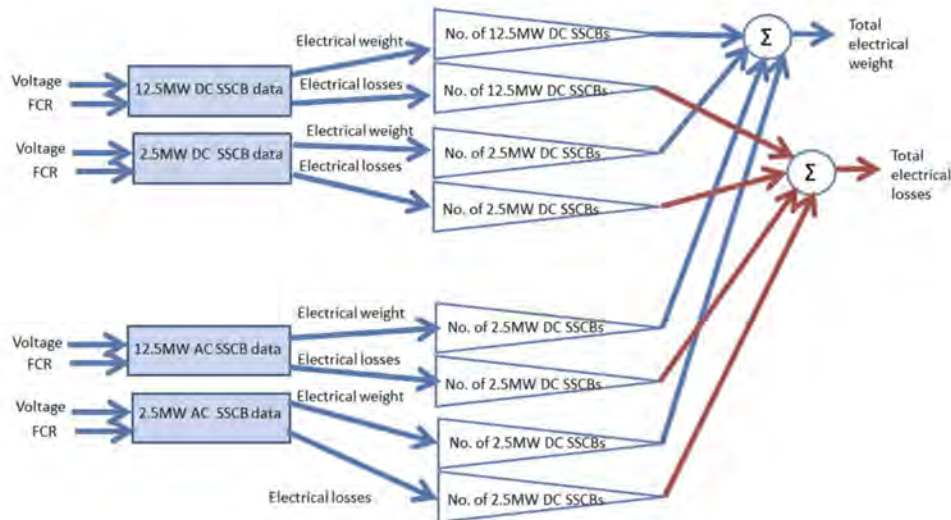 Voltage
FCR
12.5MW DC SSCB data
Electrical weight
Electrical losses
No. of 12.5MW DC SSCBs
No. of 12.5MW DC SSCBs
Σ
Total
electrical
weight
Voltage
FCR
2.5MW DC SSCB data
Electrical weight
Electrical losses
No. of 2.5MW DC SSCBs
No. of 2.5MW DC SSCBs
Σ
Total
electrical
losses
Voltage
FCR
12.5MW AC SSCB data
Electrical weight
Electrical losses
No. of 2.5MW DC SSCBs
No. of 2.5MW DC SSCBs
Voltage
FCR
2.5MW AC SSCB data
Electrical weight
Electrical losses
No. of 2.5MW DC SSCBs
No. of 2.5MW DC SSCBs